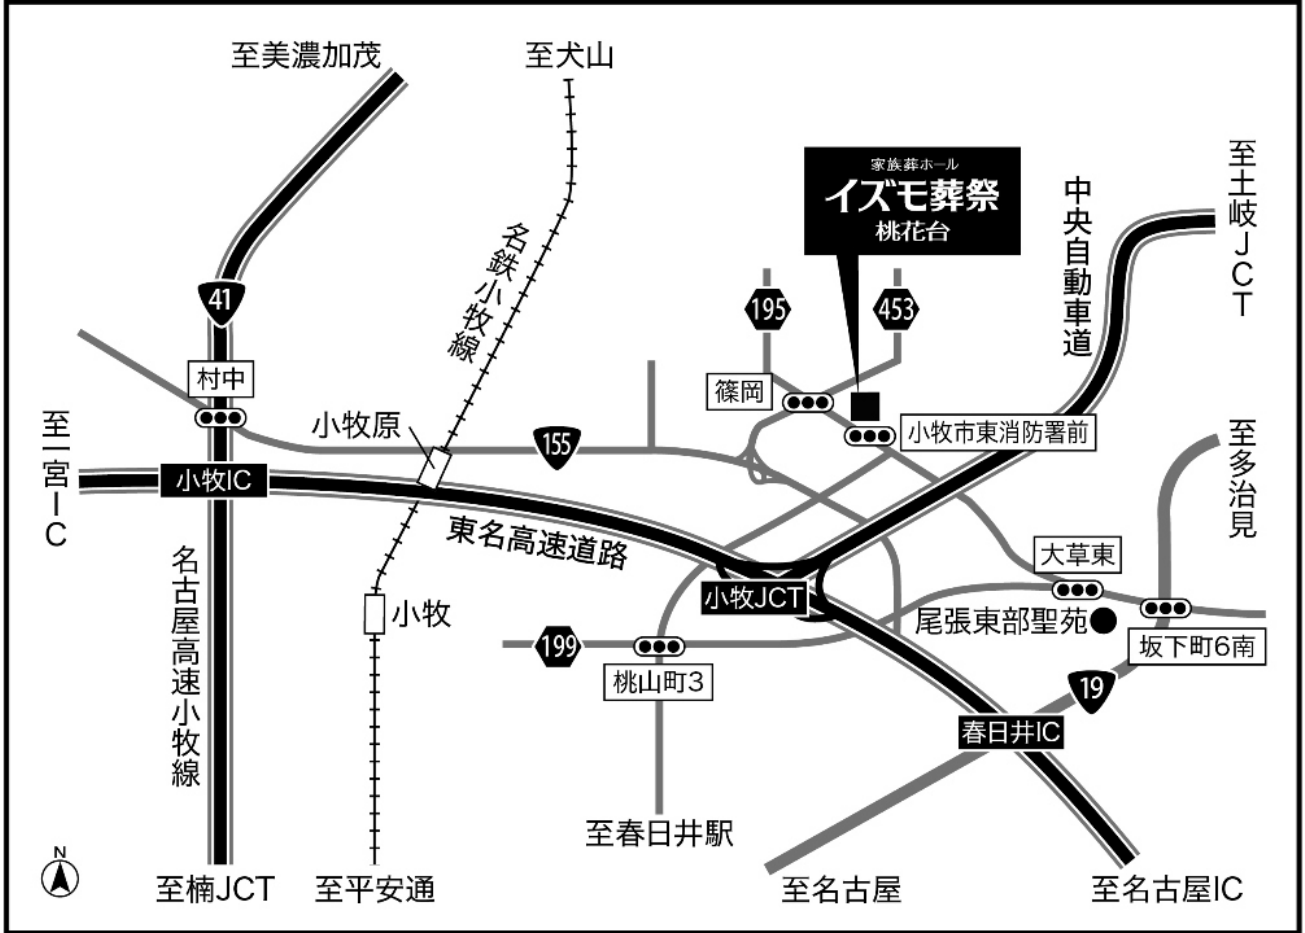 至美濃加茂
至犬山
家族葬ホール
イズモ葬祭
桃花台
至土岐JCT
中央自動車道
名鉄小牧線
41
195
453
村中
篠岡
小牧原
155
小牧市東消防署前
至一宮IC
小牧IC
至多治見
東名高速道路
大草東
名古屋高速小牧線
小牧JCT
小牧
尾張東部聖苑
199
坂下町6南
桃山町3
19
春日井IC
至春日井駅
N
至楠JCT
至平安通
至名古屋
至名古屋IC